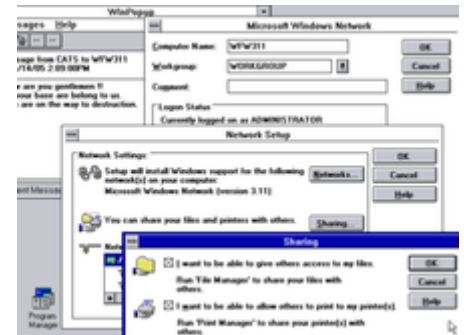 WinPopup
ssages Help
sage from CATS to WFW311
/14/05 2:09:00PM
w are you gentlemen !!
your base are belong to us.
are on the way to destruction.
ent Messa
Program
Manager
Microsoft Windows Network
Computer Name: WFW311
OK
Workgroup: WORKGROUP
Cancel
Comment:
Help
Logon Status
Currently logged on as ADMINISTRATOR
Network Setup
Network Settings
OK
Setup will install Windows support for the following
network(s) on your computer:
Networks...
Cancel
Microsoft Windows Network (version 3.11)
Help
You can share your files and printers with others.
Sharing...
Netw
Sharing
I want to be able to give others access to my files.
OK
Run 'File Manager' to share your files with
others.
Cancel
I want to be able to allow others to print to my printer(s).
Help
Run 'Print Manager' to share your printer(s) with
others.